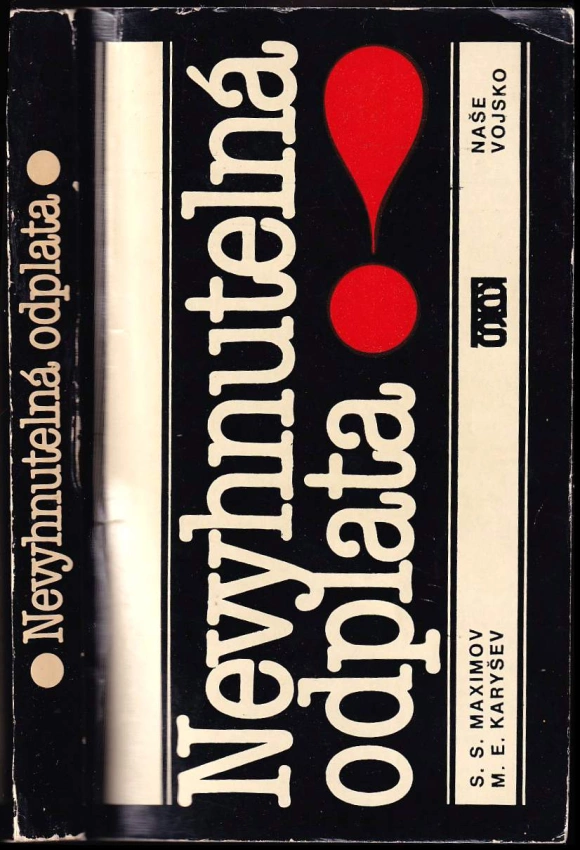 Nevyhnutelná odplata
Nevyhnutelná
odplata!
S. S. MAXIMOV
M. E. KARYŠEV
NAŠE
VOJSKO